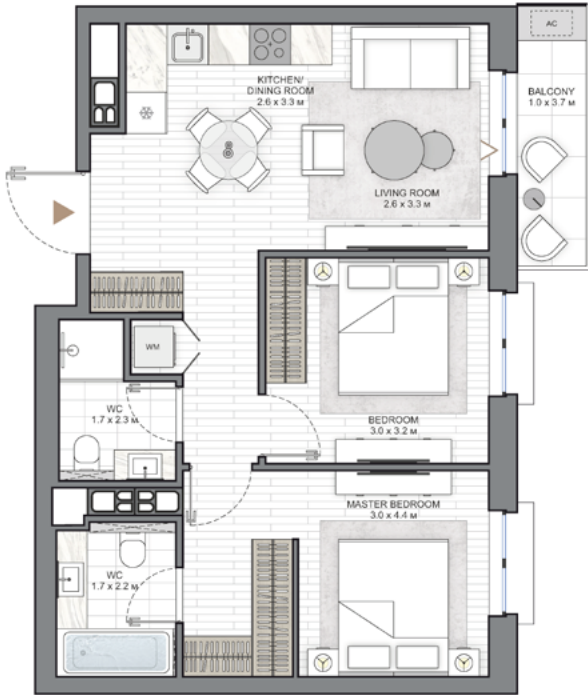 AC
KITCHEN/
DINING ROOM
2.6 x 3.3 м
BALCONY
1.0 x 3.7 м
LIVING ROOM
2.6 x 3.3 м
WM
WC
1.7 x 2.3 м
BEDROOM
3.0 x 3.2 м
MASTER BEDROOM
3.0 x 4.4 м
WC
1.7 x 2.2 м